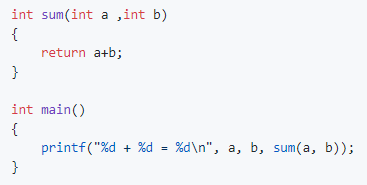 int sum(int a ,int b)
{
    return a+b;
}

int main()
{
    printf("%d + %d = %d\n", a, b, sum(a, b));
}